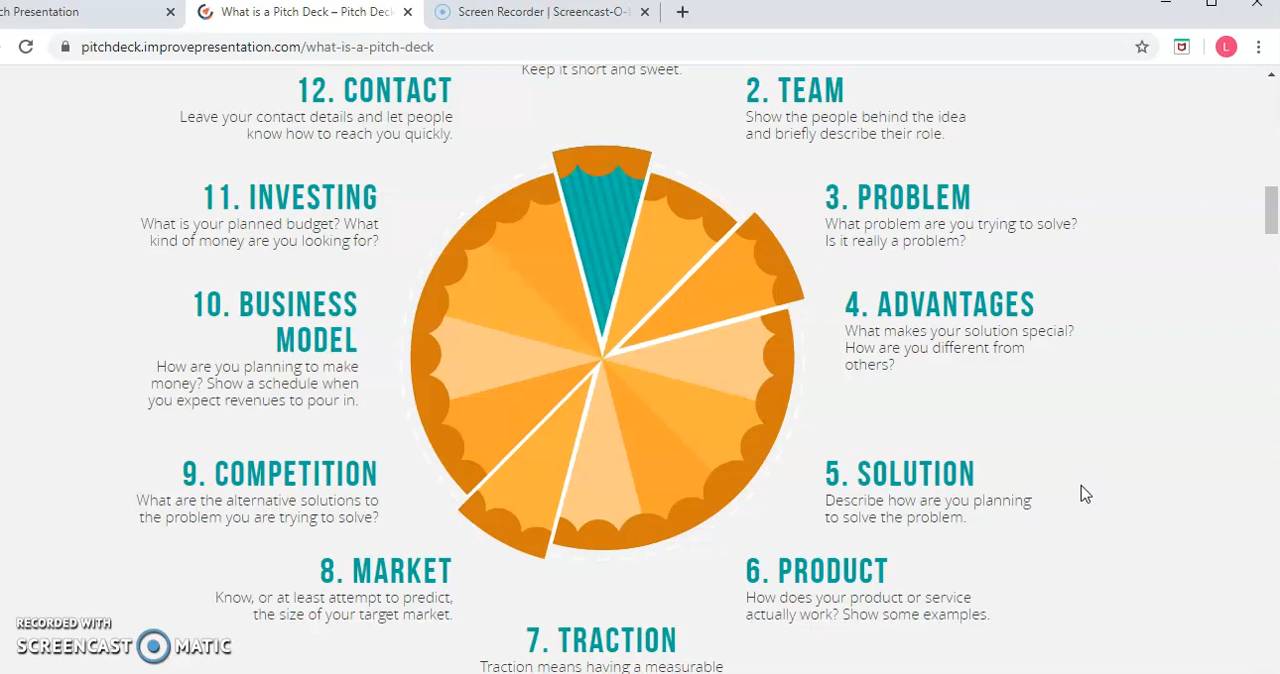 ch Presentation
What is a Pitch Deck – Pitch Deck
Screen Recorder | Screencast-O-
pitchdeck.improvepresentation.com/what-is-a-pitch-deck
L
Keep it short and sweet.
12. CONTACT
Leave your contact details and let people
know how to reach you quickly.
2. TEAM
Show the people behind the idea
and briefly describe their role.
11. INVESTING
What is your planned budget? What
kind of money are you looking for?
3. PROBLEM
What problem are you trying to solve?
Is it really a problem?
10. BUSINESS
MODEL
How are you planning to make
money? Show a schedule when
you expect revenues to pour in.
4. ADVANTAGES
What makes your solution special?
How are you different from
others?
9. COMPETITION
What are the alternative solutions to
the problem you are trying to solve?
5. SOLUTION
Describe how are you planning
to solve the problem.
8. MARKET
Know, or at least attempt to predict,
the size of your target market.
6. PRODUCT
How does your product or service
actually work? Show some examples.
7. TRACTION
Traction means having a measurable
RECORDED WITH
SCREENCAST MATIC